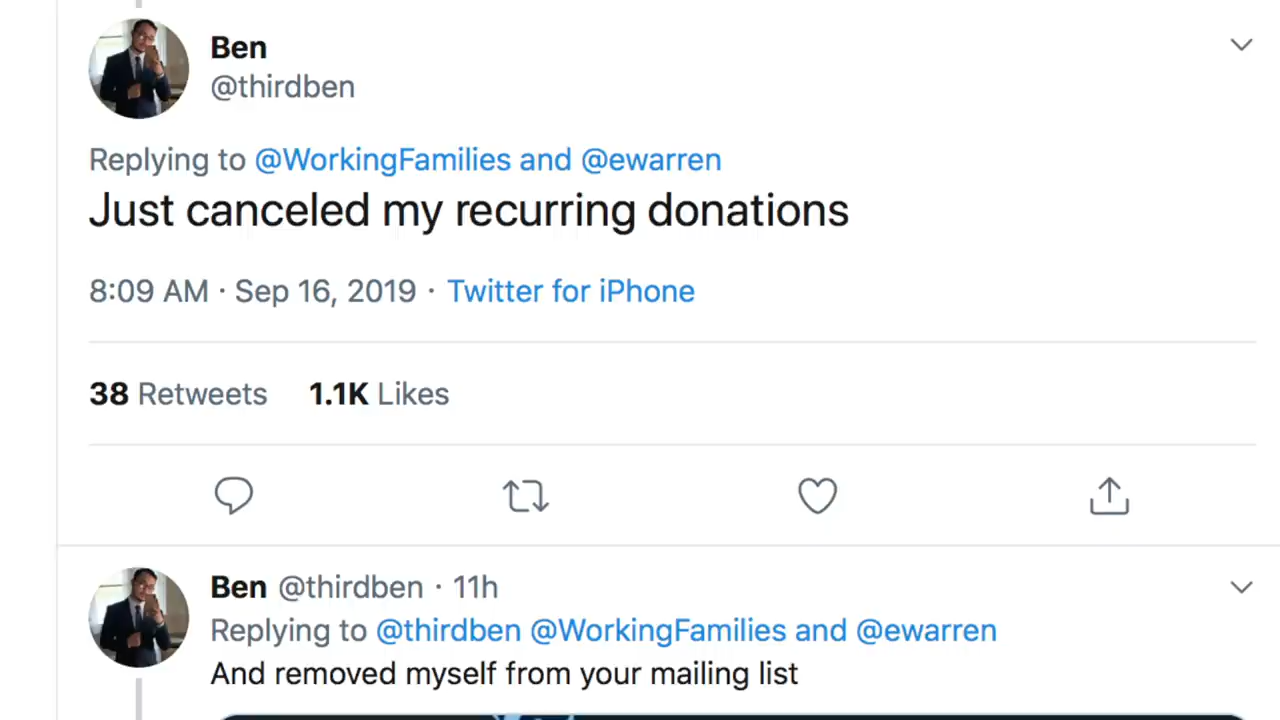 Ben
@thirdben
Replying to @WorkingFamilies and @ewarren
Just canceled my recurring donations
8:09 AM · Sep 16, 2019 · Twitter for iPhone
38 Retweets 1.1K Likes
Ben @thirdben · 11h
Replying to @thirdben @WorkingFamilies and @ewarren
And removed myself from your mailing list